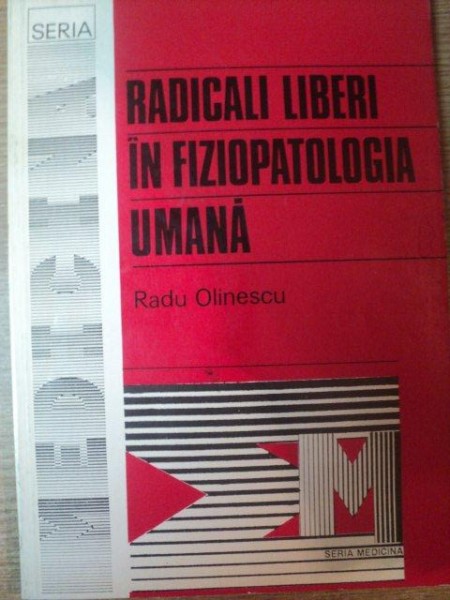 SERIA
MEDICINA
RADICALI LIBERI
ÎN FIZIOPATOLOGIA
UMANĂ
Radu Olinescu
M
SERIA MEDICINA